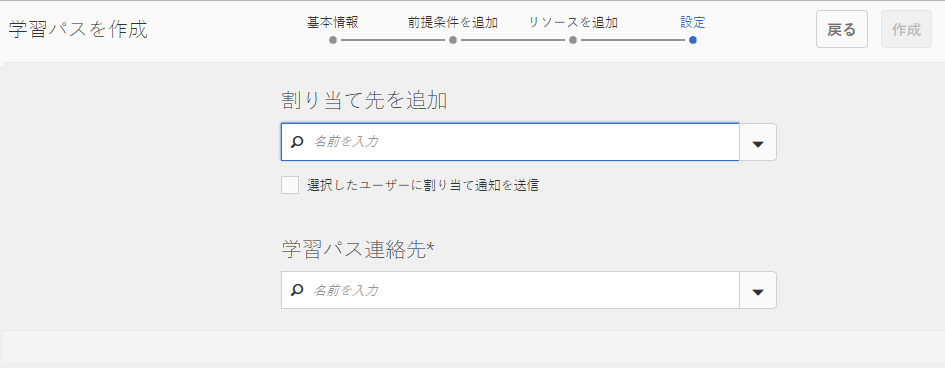 学習パスを作成
基本情報
前提条件を追加
リソースを追加
設定
戻る
作成
割り当て先を追加
名前を入力
選択したユーザーに割り当て通知を送信
学習パス連絡先*
名前を入力